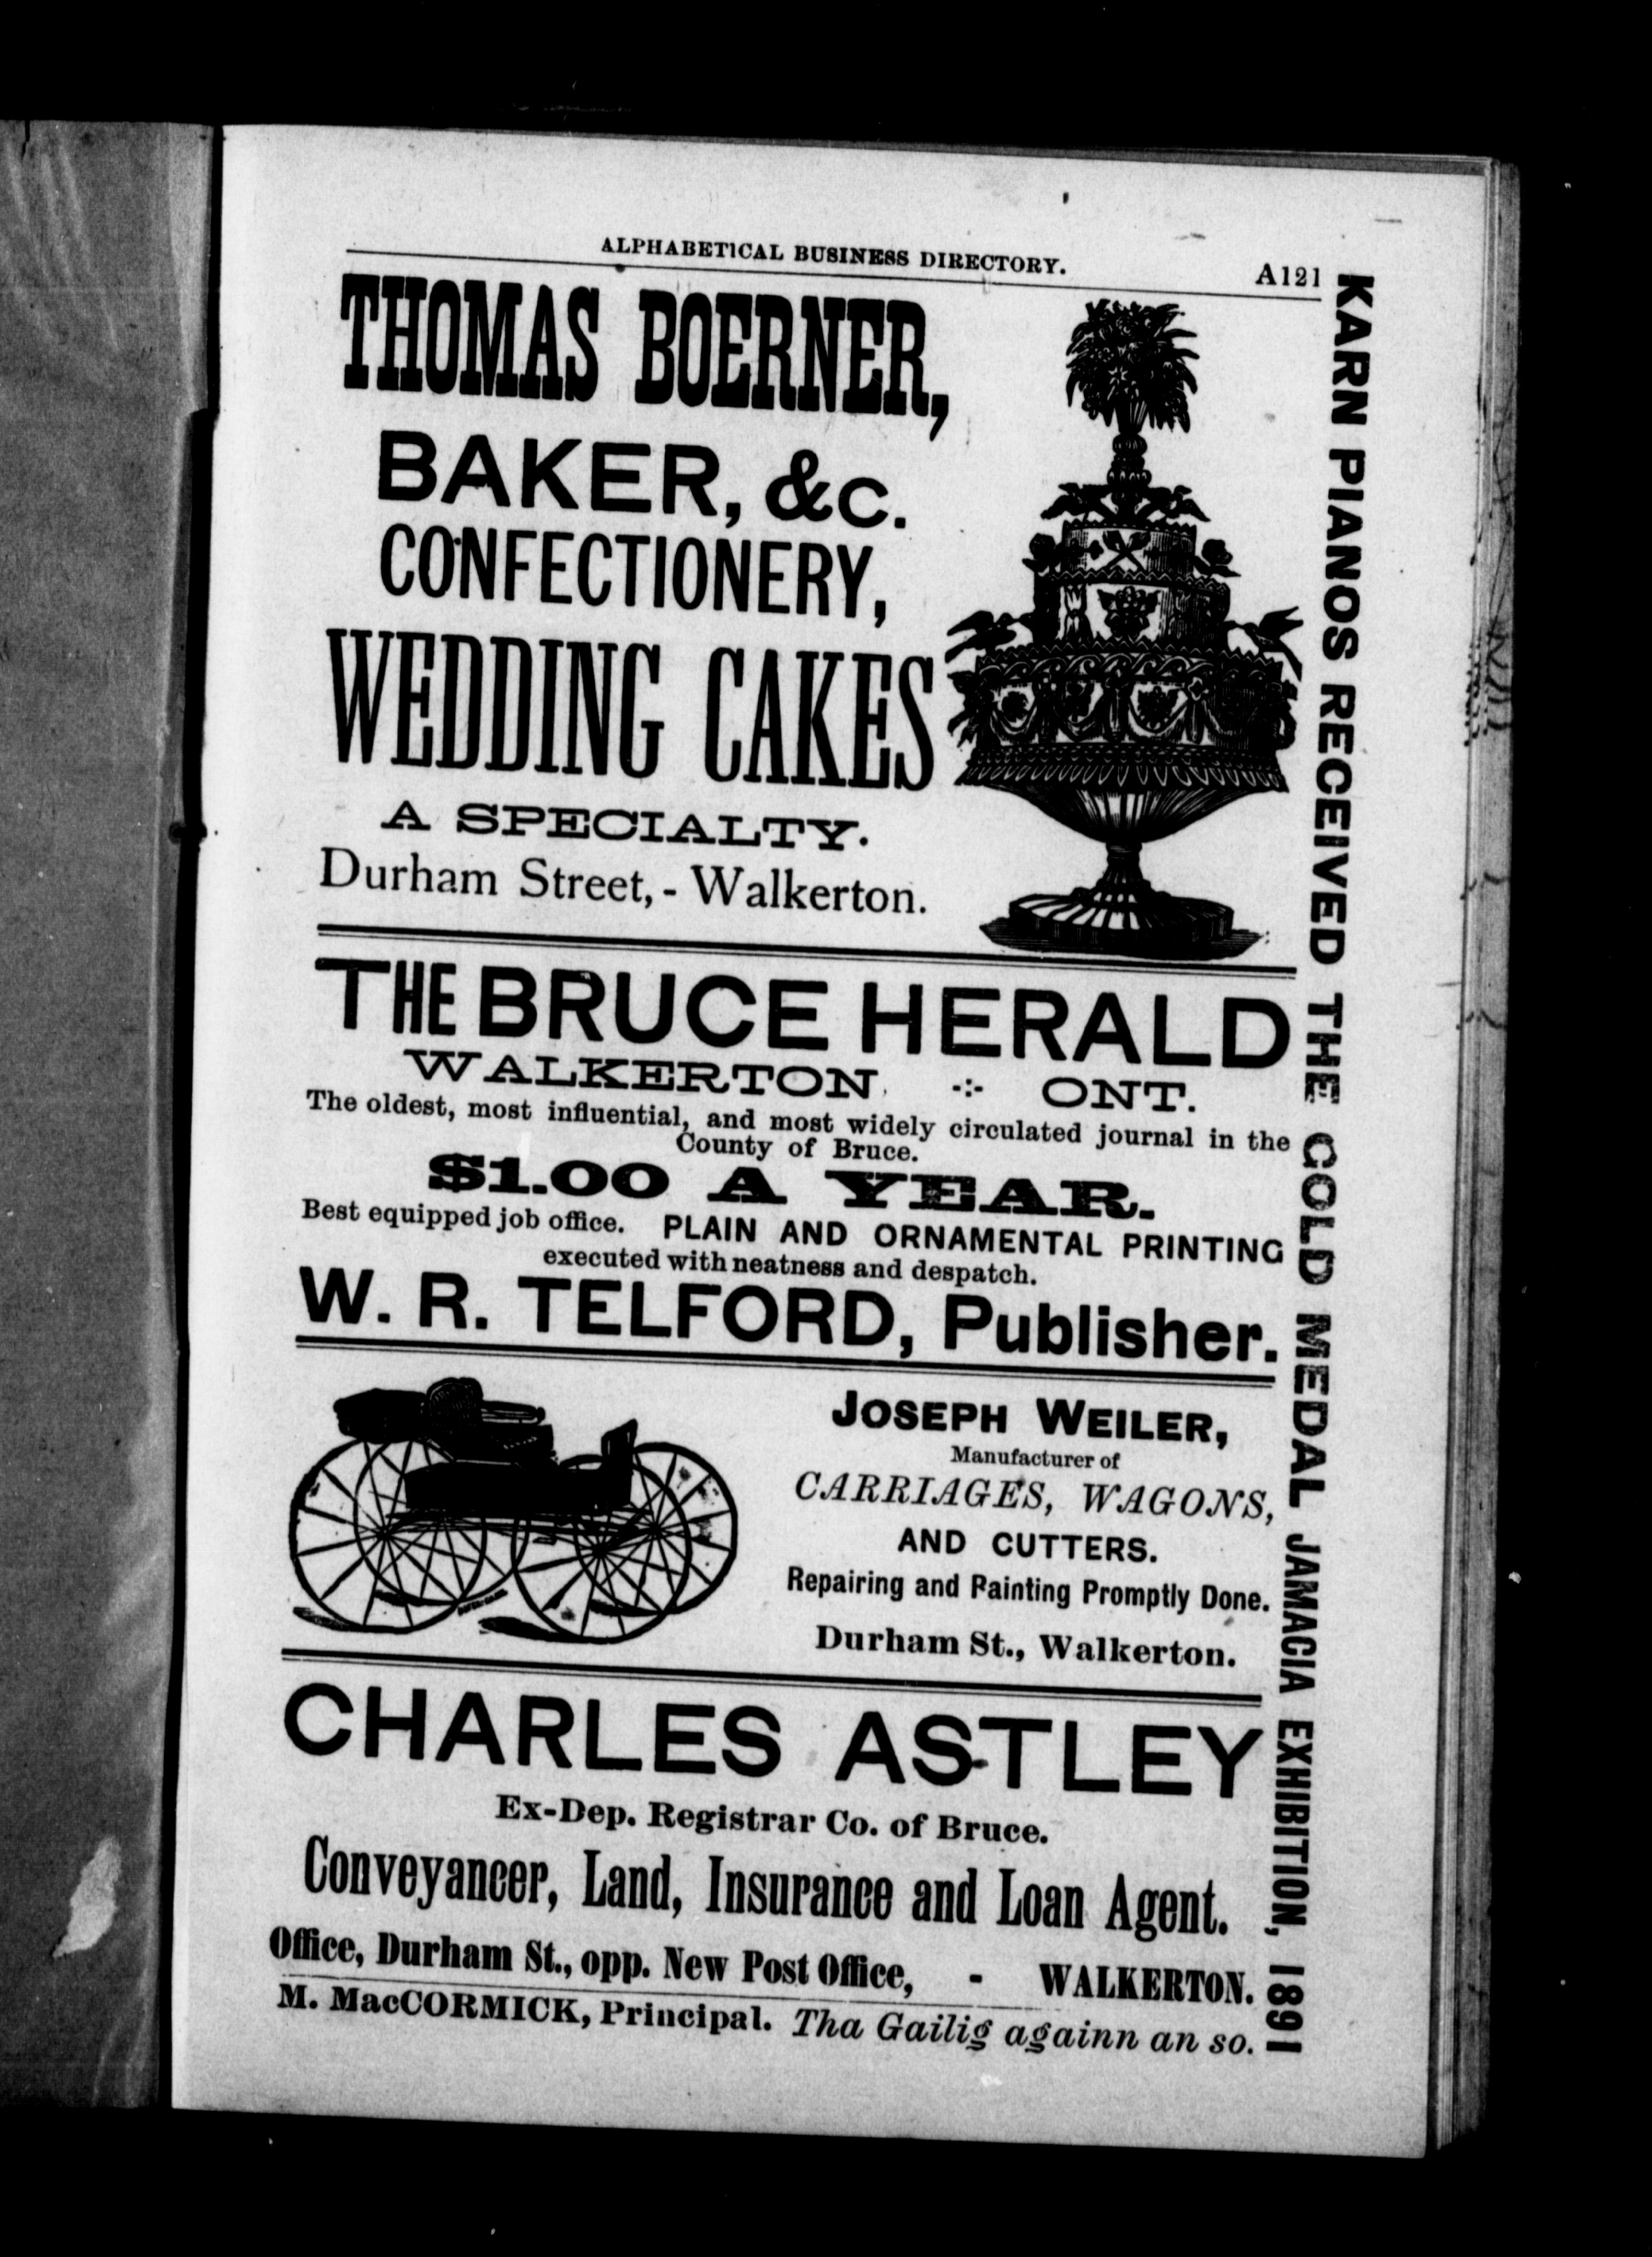 ALPHABETICAL BUSINESS DIRECTORY. A121
THOMAS BOERNER,
BAKER, &C.
CONFECTIONERY,
WEDDING CAKES
A SPECIALTY.
Durham Street, - Walkerton.
THE BRUCE HERALD
WALKERTON -:- ONT.
The oldest, most influential, and most widely circulated journal in the
County of Bruce.
$1.00 A YEAR.
Best equipped job office. PLAIN AND ORNAMENTAL PRINTING
executed with neatness and despatch.
W. R. TELFORD, Publisher.
JOSEPH WEILER,
Manufacturer of
CARRIAGES, WAGONS,
AND CUTTERS.
Repairing and Painting Promptly Done.
Durham St., Walkerton.
CHARLES ASTLEY
Ex-Dep. Registrar Co. of Bruce.
Conveyancer, Land, Insurance and Loan Agent.
Office, Durham St., opp. New Post Office, - WALKERTON.
M. MacCORMICK, Principal. Tha Gailig againn an so.
KARN PIANOS RECEIVED THE GOLD MEDAL JAMACIA EXHIBITION, 1891